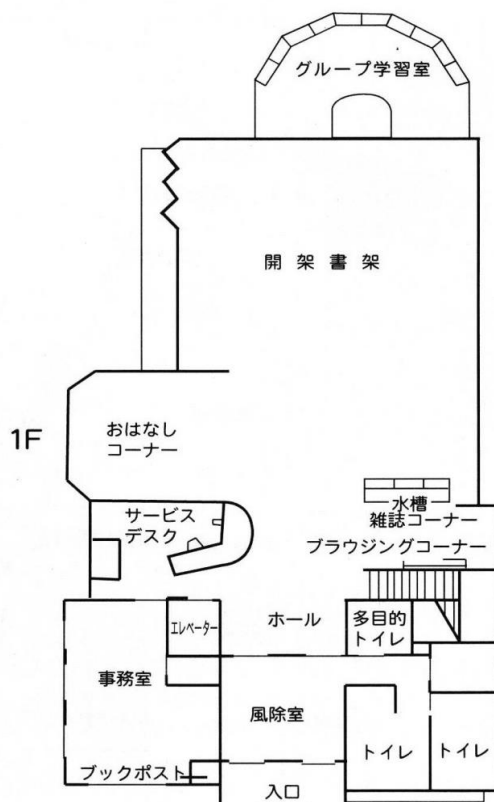 グループ学習室
開架書架
1F
おはなし
コーナー
水槽
サービス
デスク
雑誌コーナー
ブラウジングコーナー
エレベーター
ホール
多目的
トイレ
事務室
風除室
トイレ
トイレ
ブックポスト
入口